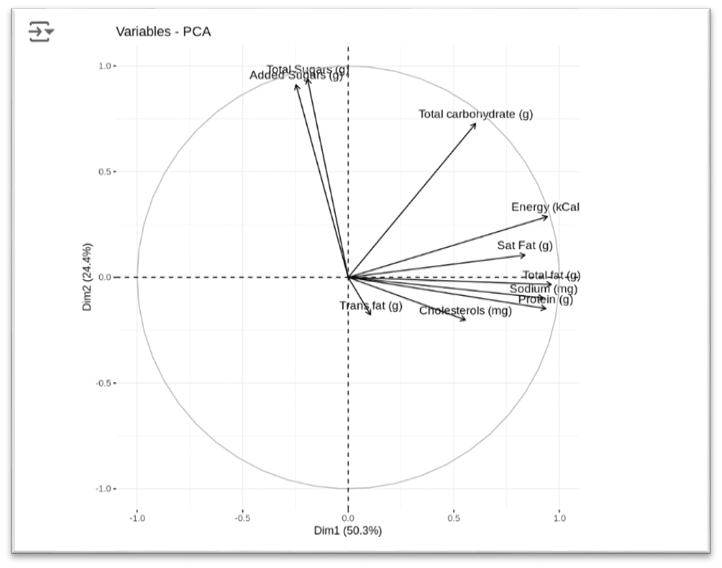 Variables - PCA
1.0
Total Sugars (g)
Added Sugars (g)
Total carbonydrate (g)
0.5
Energy (kCal
Sat Fat (g)
Dim2 (24.4%)
0.0
Total fat (g)
Sodium (mg)
Protein (g)
Trans fat (g)
Cholesterols (mg)
-0.5
-1.0
-1.0 -0.5 0.0 0.5 1.0
Dim1 (50.3%)